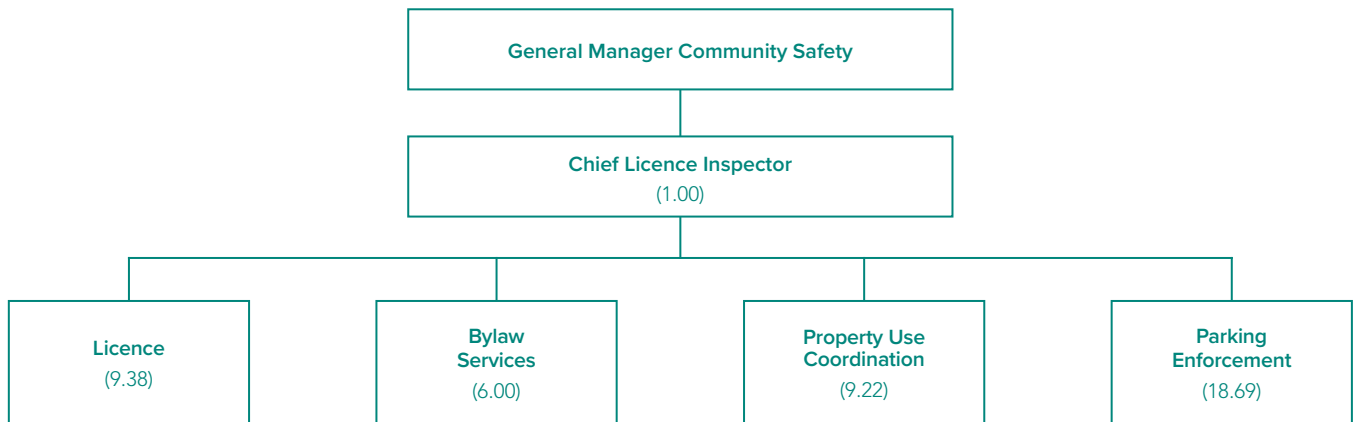 General Manager Community Safety
Chief Licence Inspector
(1.00)
Licence
(9.38)
Bylaw
Services
(6.00)
Property Use
Coordination
(9.22)
Parking
Enforcement
(18.69)